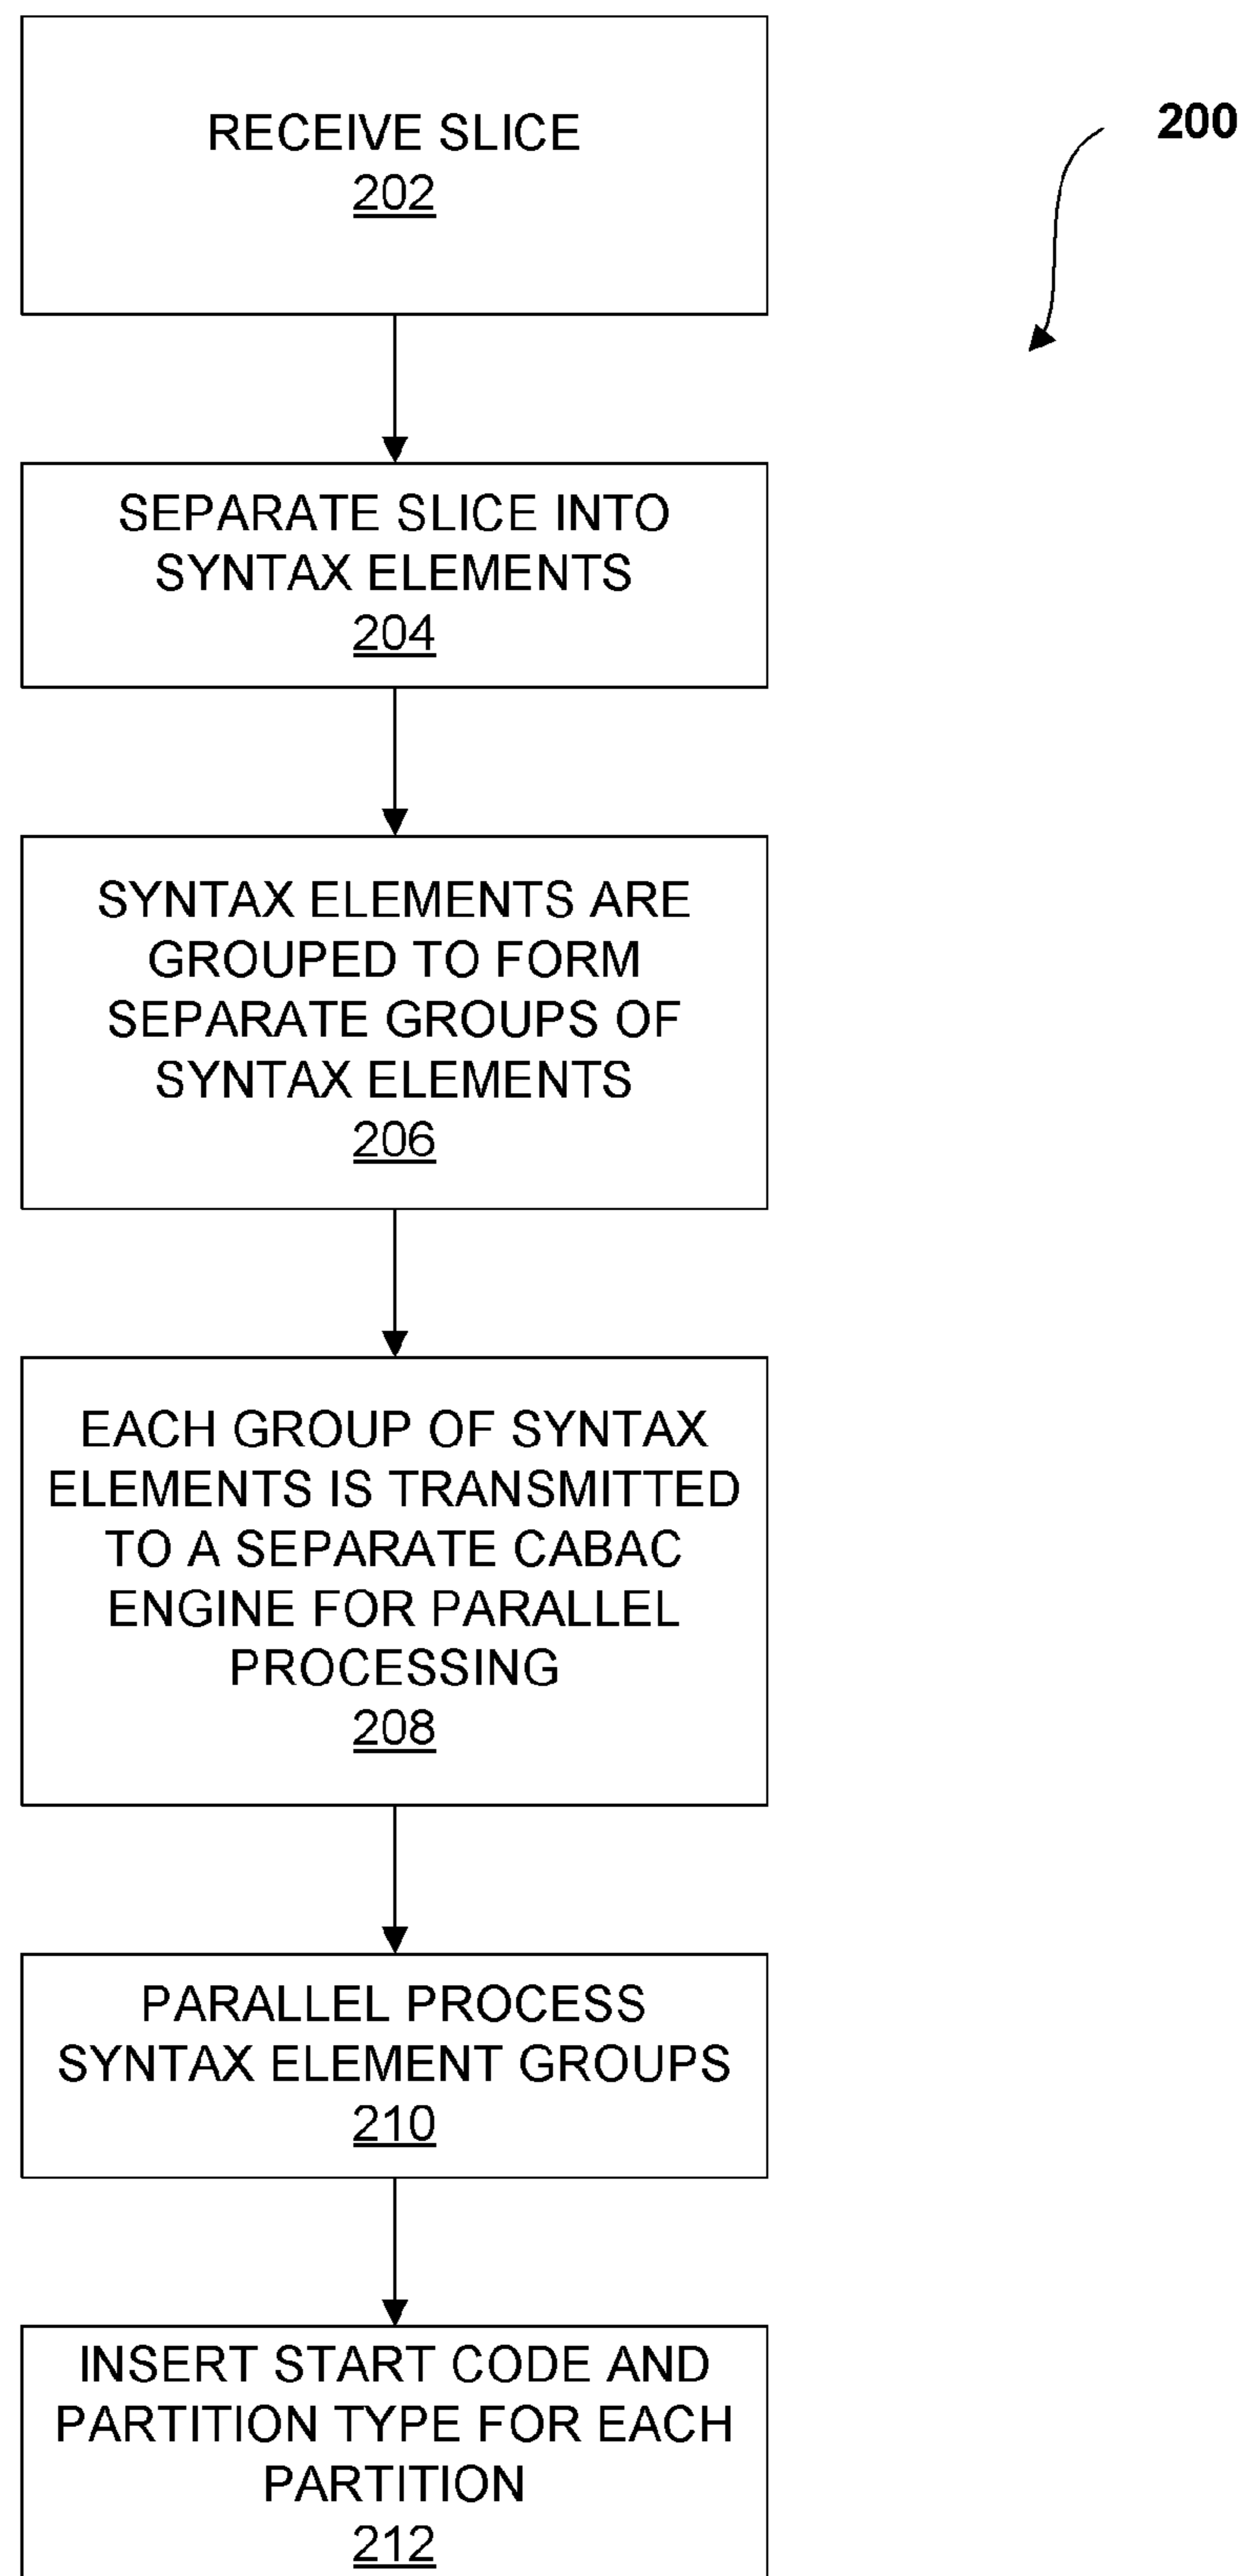 RECEIVE SLICE
202
200
SEPARATE SLICE INTO
SYNTAX ELEMENTS
204
SYNTAX ELEMENTS ARE
GROUPED TO FORM
SEPARATE GROUPS OF
SYNTAX ELEMENTS
206
EACH GROUP OF SYNTAX
ELEMENTS IS TRANSMITTED
TO A SEPARATE CABAC
ENGINE FOR PARALLEL
PROCESSING
208
PARALLEL PROCESS
SYNTAX ELEMENT GROUPS
210
INSERT START CODE AND
PARTITION TYPE FOR EACH
PARTITION
212